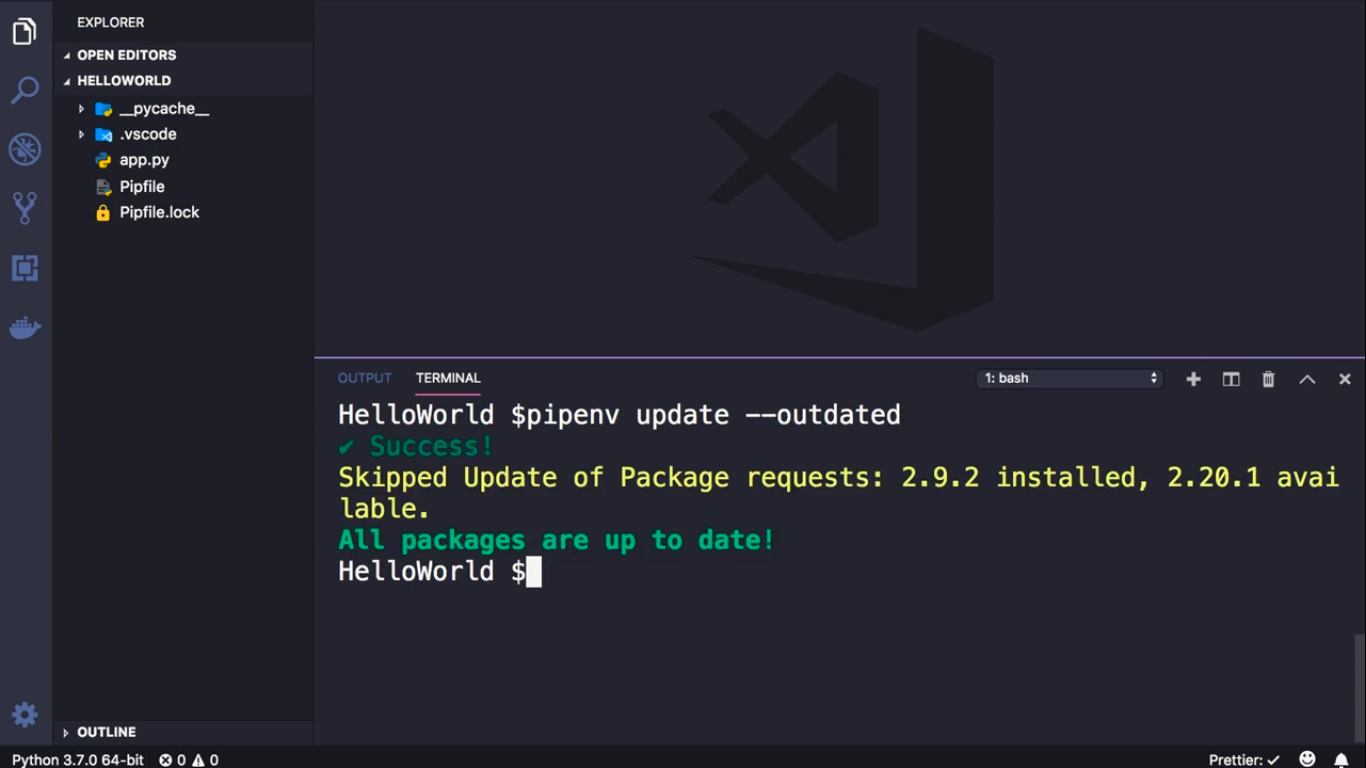 EXPLORER
OPEN EDITORS
HELLOWORLD
__pycache__
.vscode
app.py
Pipfile
Pipfile.lock
OUTLINE
OUTPUT TERMINAL
1: bash
HelloWorld $pipenv update --outdated
✔ Success!
Skipped Update of Package requests: 2.9.2 installed, 2.20.1 avai
lable.
All packages are up to date!
HelloWorld $
Python 3.7.0 64-bit 0 0
Prettier: ✓